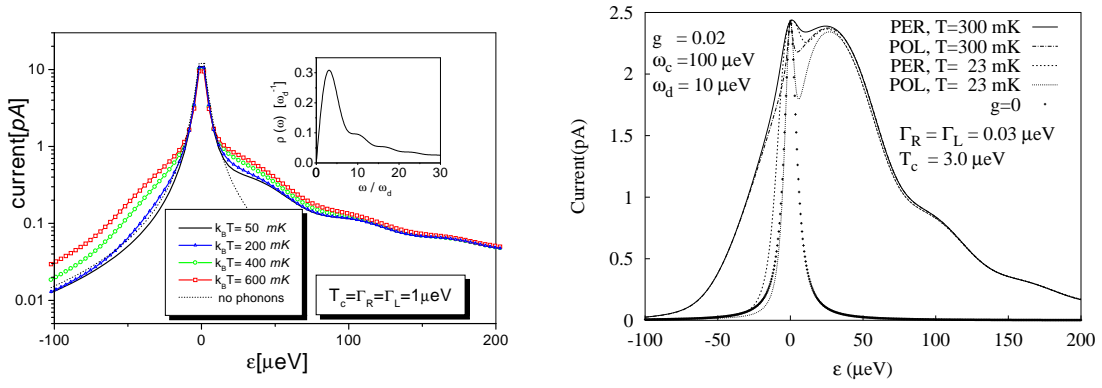 current[pA]
10
1
0.1
0.01
-100
0
100
200
ε[μeV]
ρ (ω) [ω_d^-1]
0.3
0.2
0.1
0.0
0
10
20
30
ω / ω_d
k_B T= 50 mK
k_B T= 200 mK
k_B T= 400 mK
k_B T= 600 mK
no phonons
T_c=Γ_R=Γ_L=1μeV
Current(pA)
2.5
2
1.5
1
0.5
0
-100
-50
0
50
100
150
200
ε (μeV)
g = 0.02
ω_c =100 μeV
ω_d = 10 μeV
PER, T=300 mK
POL, T=300 mK
PER, T= 23 mK
POL, T= 23 mK
g=0
Γ_R = Γ_L = 0.03 μeV
T_c = 3.0 μeV